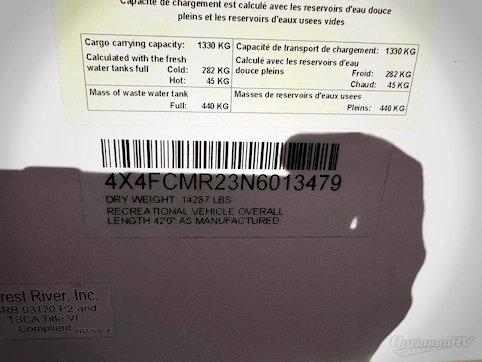 Capacité de chargement est calculé avec les reservoirs d'eau douce
pleins et les reservoirs d'eaux usees vides
Cargo carrying capacity: 1330 KG
Calculated with the fresh
water tanks full Cold: 282 KG
Hot: 45 KG
Mass of waste water tank
Full: 440 KG
Capacité de transport de chargement: 1330 KG
Calculé avec les reservoirs d'eau
douce pleins Froid: 282 KG
Chaud: 45 KG
Masses de reservoirs d'eaux usees
Pleins: 440 KG
4X4FCMR23N6013479
DRY WEIGHT: 14287 LBS
RECREATIONAL VEHICLE OVERALL
LENGTH 42'0" AS MANUFACTURED
rest River, Inc.
ARB 93120 P2 and
TSCA Title VI
Compliant
OptimumRV